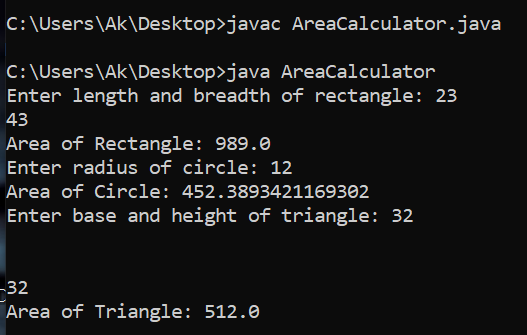 C:\Users\Ak\Desktop>javac AreaCalculator.java
C:\Users\Ak\Desktop>java AreaCalculator
Enter length and breadth of rectangle: 23
43
Area of Rectangle: 989.0
Enter radius of circle: 12
Area of Circle: 452.3893421169302
Enter base and height of triangle: 32
32
Area of Triangle: 512.0